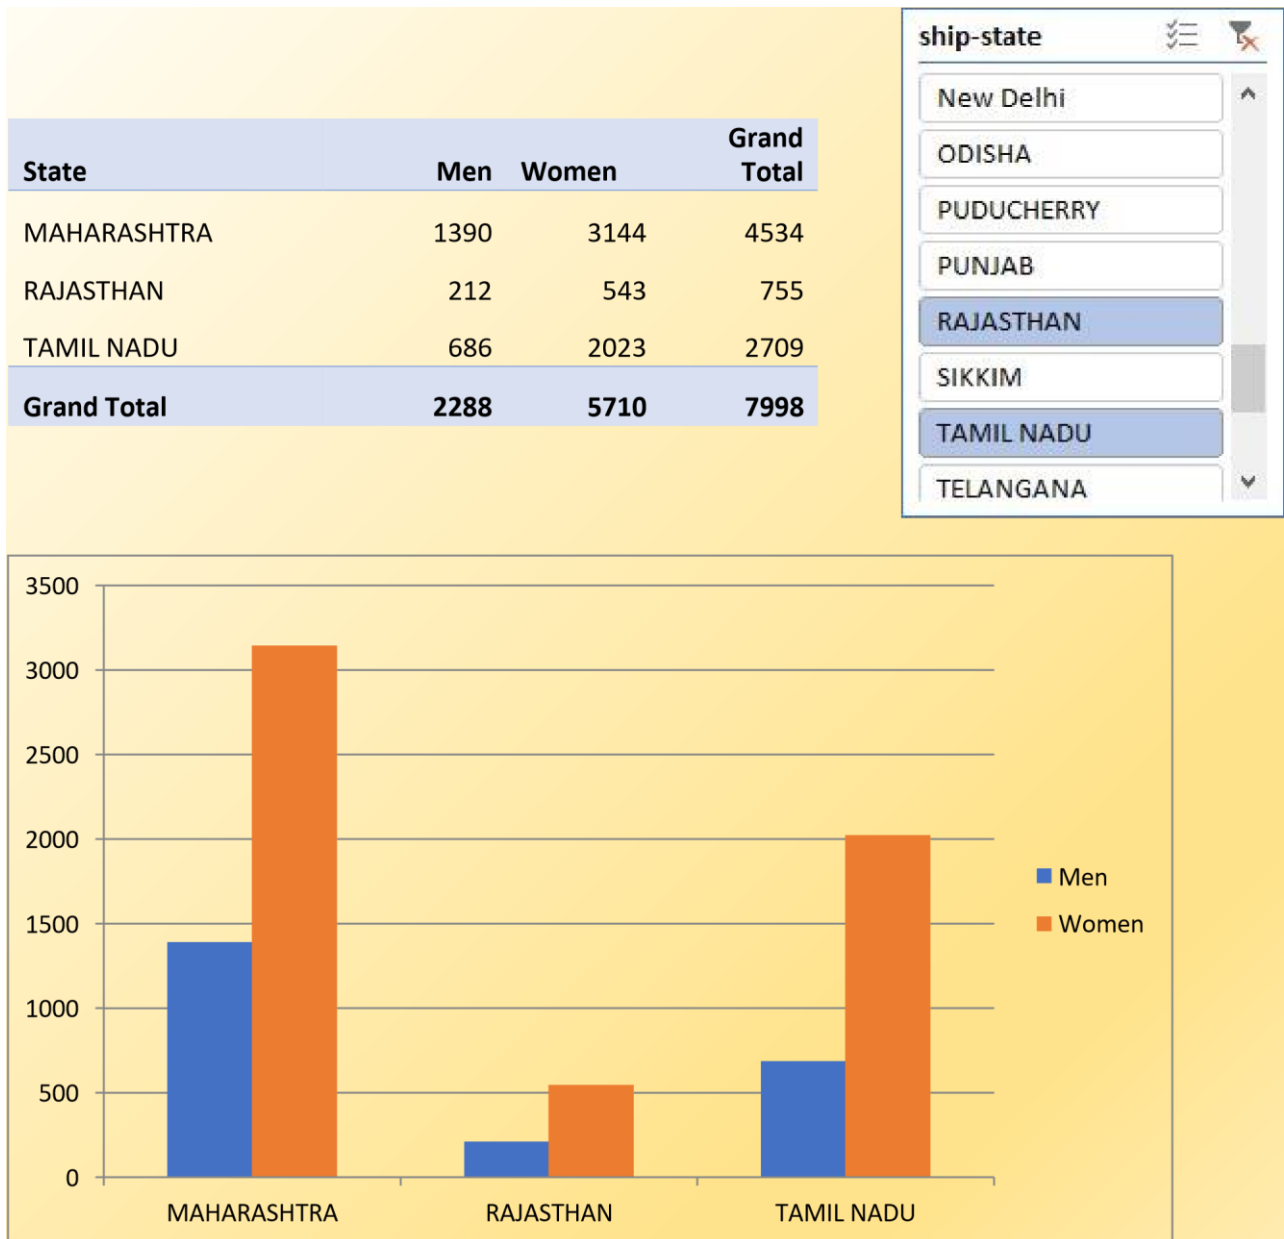 State Men Women Grand Total
MAHARASHTRA 1390 3144 4534
RAJASTHAN 212 543 755
TAMIL NADU 686 2023 2709
Grand Total 2288 5710 7998
ship-state
New Delhi
ODISHA
PUDUCHERRY
PUNJAB
RAJASTHAN
SIKKIM
TAMIL NADU
TELANGANA
3500
3000
2500
2000
1500
1000
500
0
MAHARASHTRA RAJASTHAN TAMIL NADU
Men
Women